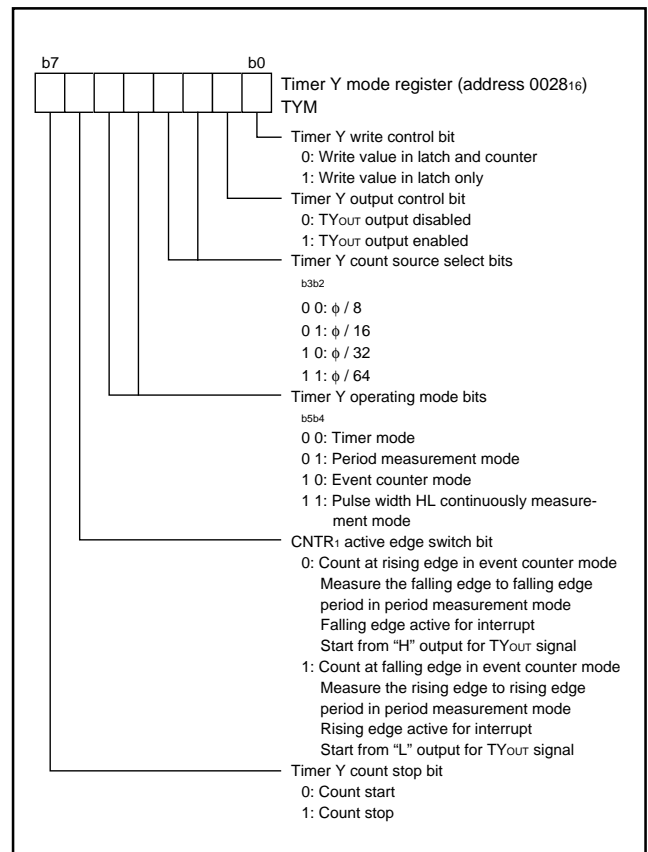 b7 b0
Timer Y mode register (address 0028₁₆)
TYM
Timer Y write control bit
0: Write value in latch and counter
1: Write value in latch only
Timer Y output control bit
0: TYOUT output disabled
1: TYOUT output enabled
Timer Y count source select bits
b3b2
0 0: ϕ / 8
0 1: ϕ / 16
1 0: ϕ / 32
1 1: ϕ / 64
Timer Y operating mode bits
b5b4
0 0: Timer mode
0 1: Period measurement mode
1 0: Event counter mode
1 1: Pulse width HL continuously measure-
ment mode
CNTR₁ active edge switch bit
0: Count at rising edge in event counter mode
Measure the falling edge to falling edge
period in period measurement mode
Falling edge active for interrupt
Start from “H” output for TYOUT signal
1: Count at falling edge in event counter mode
Measure the rising edge to rising edge
period in period measurement mode
Rising edge active for interrupt
Start from “L” output for TYOUT signal
Timer Y count stop bit
0: Count start
1: Count stop